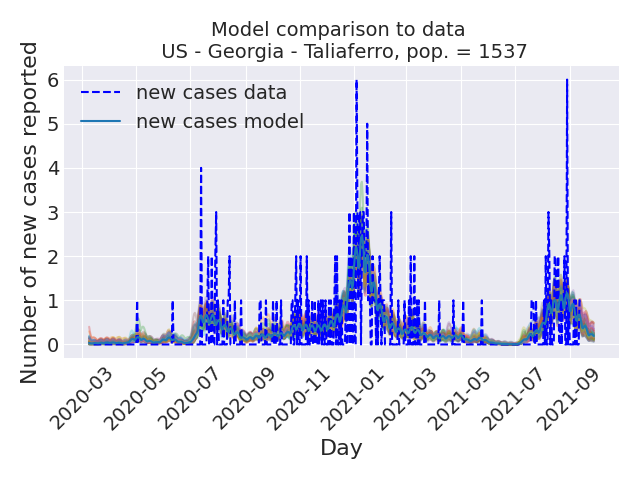 Model comparison to data
US - Georgia - Taliaferro, pop. = 1537
Number of new cases reported
6
5
4
3
2
1
0
new cases data
new cases model
2020-03
2020-05
2020-07
2020-09
2020-11
2021-01
2021-03
2021-05
2021-07
2021-09
Day